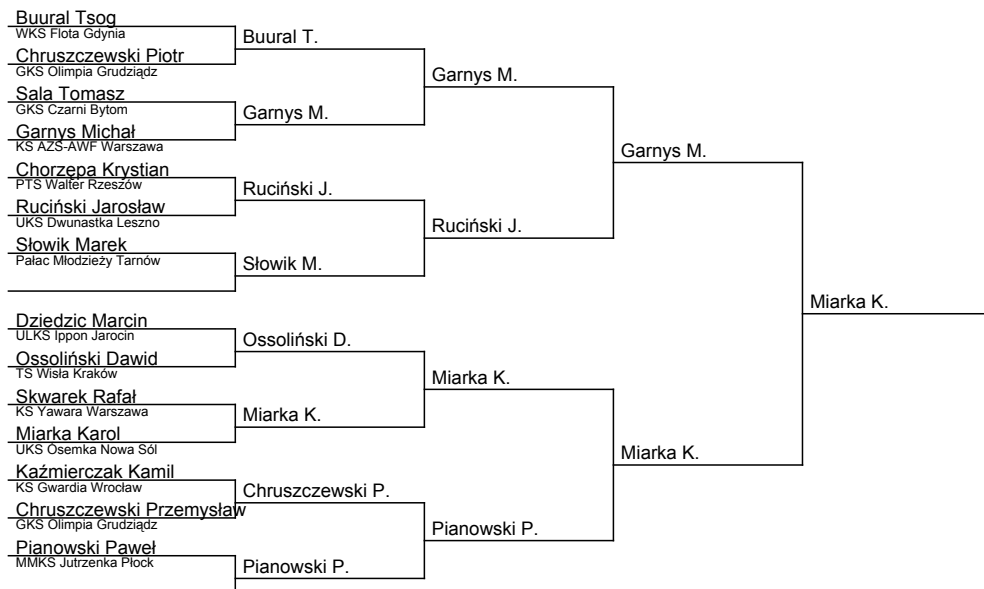 Buural Tsog
WKS Flota Gdynia
Chruszczewski Piotr
GKS Olimpia Grudziądz
Sala Tomasz
GKS Czarni Bytom
Garnys Michał
KS AZS-AWF Warszawa
Chorzępa Krystian
PTS Walter Rzeszów
Ruciński Jarosław
UKS Dwunastka Leszno
Słowik Marek
Pałac Młodzieży Tarnów
Dziedzic Marcin
ULKS Ippon Jarocin
Ossoliński Dawid
TS Wisła Kraków
Skwarek Rafał
KS Yawara Warszawa
Miarka Karol
UKS Ósemka Nowa Sól
Kaźmierczak Kamil
KS Gwardia Wrocław
Chruszczewski Przemysław
GKS Olimpia Grudziądz
Pianowski Paweł
MMKS Jutrzenka Płock
Buural T.
Garnys M.
Ruciński J.
Słowik M.
Ossoliński D.
Miarka K.
Chruszczewski P.
Pianowski P.
Garnys M.
Ruciński J.
Miarka K.
Pianowski P.
Garnys M.
Miarka K.
Miarka K.